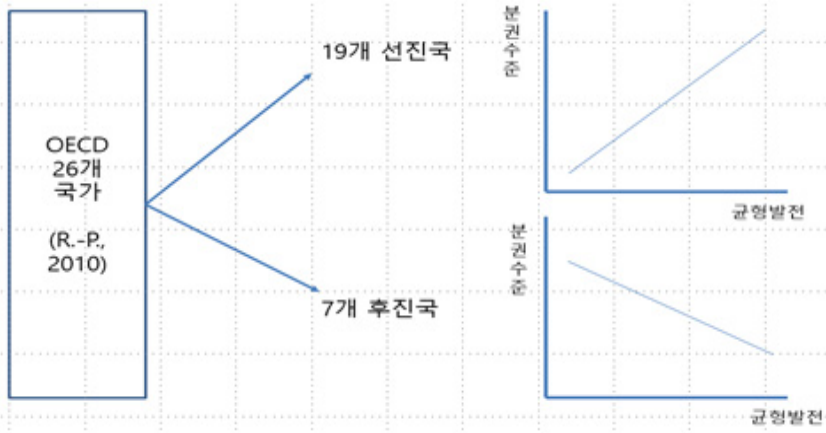 OECD
26개
국가
(R.-P.,
2010)
19개 선진국
7개 후진국
분권수준
균형발전
분권수준
균형발전